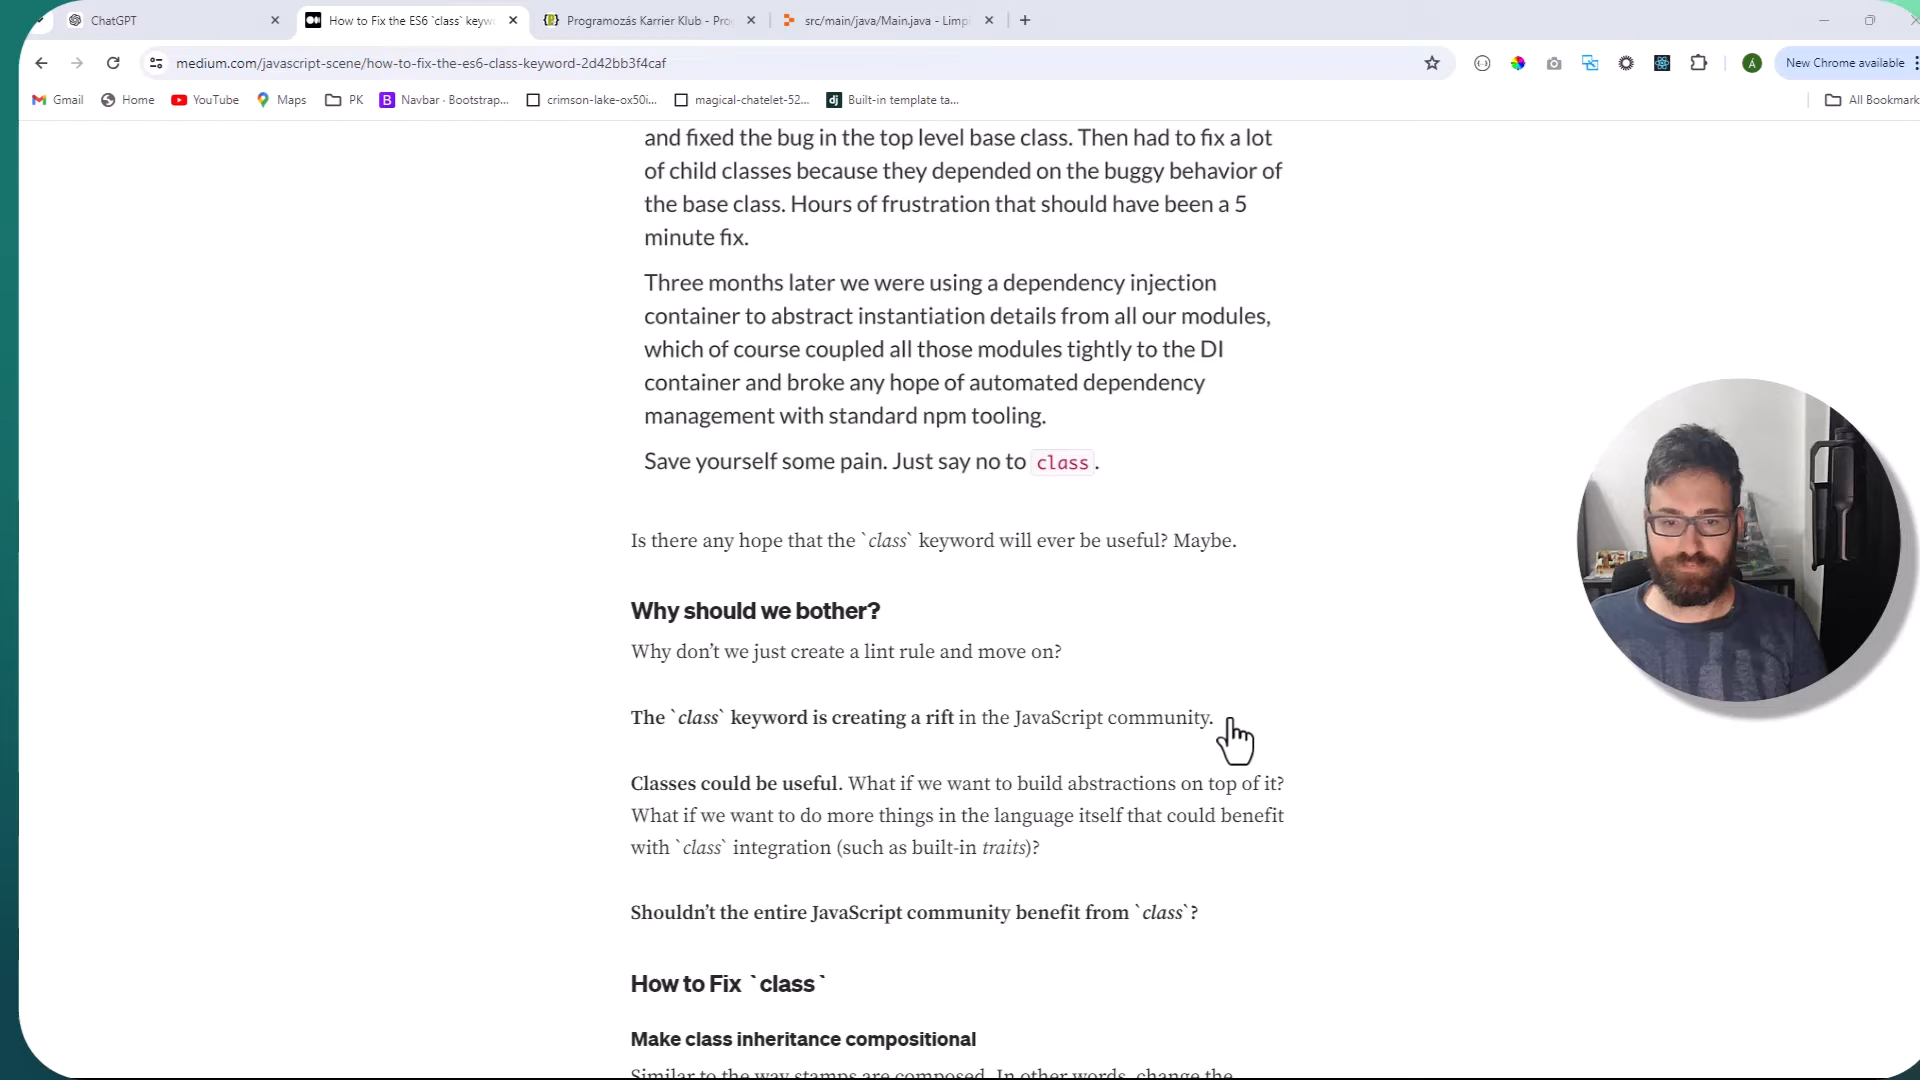 ChatGPT
How to Fix the ES6 `class` keyw
Programozás Karrier Klub - Pro
src/main/java/Main.java - Limp
medium.com/javascript-scene/how-to-fix-the-es6-class-keyword-2d42bb3f4caf
New Chrome available
Gmail
Home
YouTube
Maps
PK
Navbar · Bootstrap...
crimson-lake-ox50i...
magical-chatelet-52...
Built-in template ta...
All Bookmark
and fixed the bug in the top level base class. Then had to fix a lot
of child classes because they depended on the buggy behavior of
the base class. Hours of frustration that should have been a 5
minute fix.
Three months later we were using a dependency injection
container to abstract instantiation details from all our modules,
which of course coupled all those modules tightly to the DI
container and broke any hope of automated dependency
management with standard npm tooling.
Save yourself some pain. Just say no to class.
Is there any hope that the `class` keyword will ever be useful? Maybe.
Why should we bother?
Why don’t we just create a lint rule and move on?
The `class` keyword is creating a rift in the JavaScript community.
Classes could be useful. What if we want to build abstractions on top of it?
What if we want to do more things in the language itself that could benefit
with `class` integration (such as built-in traits)?
Shouldn’t the entire JavaScript community benefit from `class`?
How to Fix `class`
Make class inheritance compositional
Similar to the way stamps are composed. In other words, change the